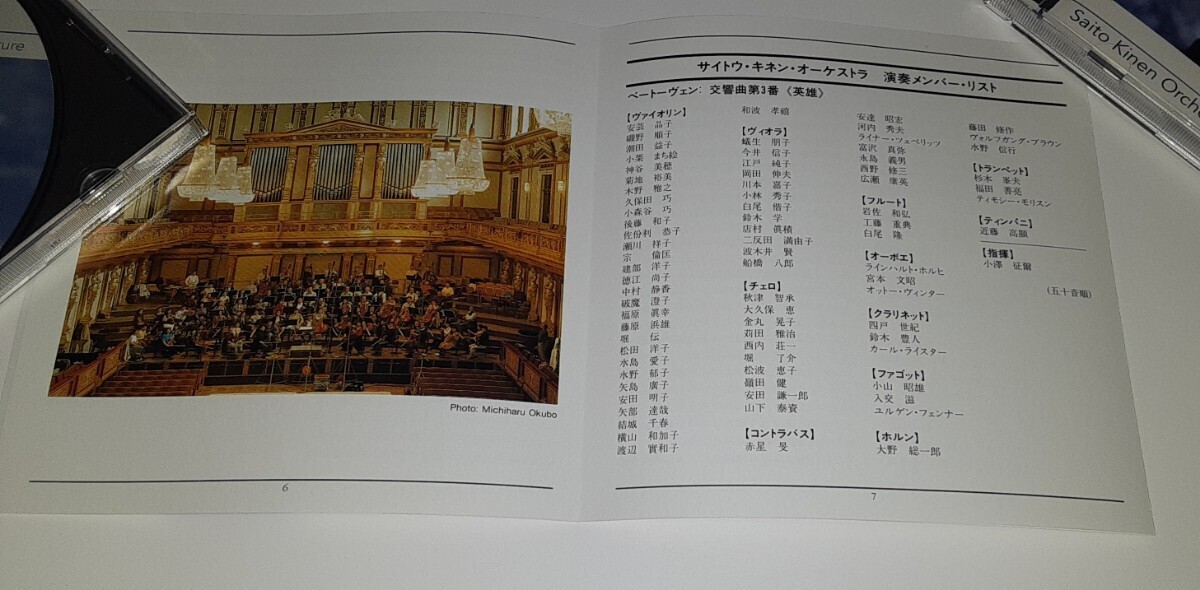 ture
Saito Kinen Orch
Photo: Michiharu Okubo
6
サイトウ・キネン・オーケストラ 演奏メンバー・リスト
ベートーヴェン: 交響曲第3番《英雄》
【ヴァイオリン】
安芸 晶子
磯野 順子
潮田 益子
小栗 まち絵
神谷 美穂
菊地 裕美
木野 雅之
久保田 巧
小森谷 巧
後藤 和子
佐份利 恭子
瀬川 祥子
宗 倫匡
建部 洋子
徳江 尚子
中村 静香
破魔 澄子
福原 眞幸
藤原 浜雄
堀 伝
松田 洋子
水島 愛子
水野 郁子
矢島 廣子
安田 明子
矢部 達哉
結城 千春
横山 和加子
渡辺 實和子
和波 孝禧
【ヴィオラ】
蟻生 朋子
今井 信子
江戸 純子
岡田 伸夫
川本 嘉子
小林 秀子
白尾 偕子
鈴木 学
店村 眞積
二反田 満由子
波木井 賢
船橋 八郎
【チェロ】
秋津 智承
大久保 恵
金丸 晃子
苅田 雅治
西内 荘一
堀 了介
松波 恵子
嶺田 健
安田 謙一郎
山下 泰資
【コントラバス】
赤星 旻
安達 昭宏
河内 秀夫
ライナー・ツェペリッツ
富沢 真弥
永島 義男
西野 修三
広瀬 康英
【フルート】
岩佐 和弘
工藤 重典
白尾 隆
【オーボエ】
ラインハルト・ホルヒ
宮本 文昭
オットー・ヴィンター
【クラリネット】
四戸 世紀
鈴木 豊人
カール・ライスター
【ファゴット】
小山 昭雄
入交 滋
ユルゲン・フェンナー
【ホルン】
大野 総一郎
藤田 修作
ヴォルフガング・ブラウン
水野 信行
【トランペット】
杉木 峯夫
福田 善亮
ティモシー・モリスン
【ティンパニ】
近藤 高顯
【指揮】
小澤 征爾
(五十音順)
7